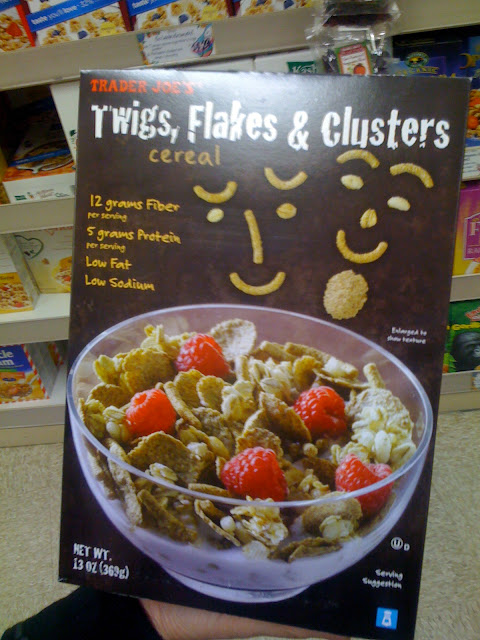 TRADER JOE'S
Twigs, Flakes & Clusters
cereal
12 grams Fiber
per serving
5 grams Protein
per serving
Low Fat
Low Sodium
Enlarged to
show texture
NET WT.
13 OZ (369g)
U D
Serving
Suggestion